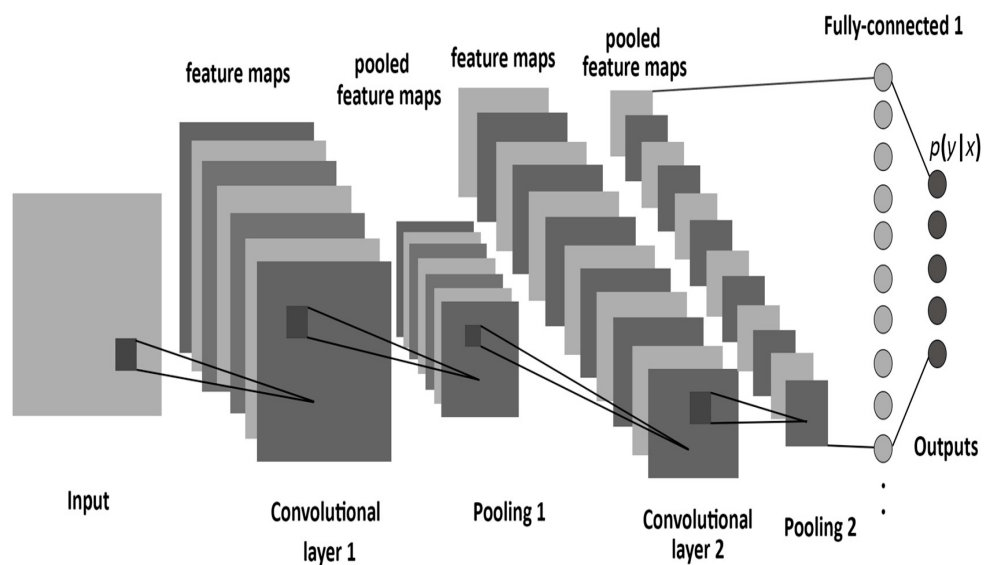 Fully-connected 1
feature maps
pooled
feature maps
feature maps
pooled
feature maps
p(y|x)
Outputs
Input
Convolutional
layer 1
Pooling 1
Convolutional
layer 2
Pooling 2